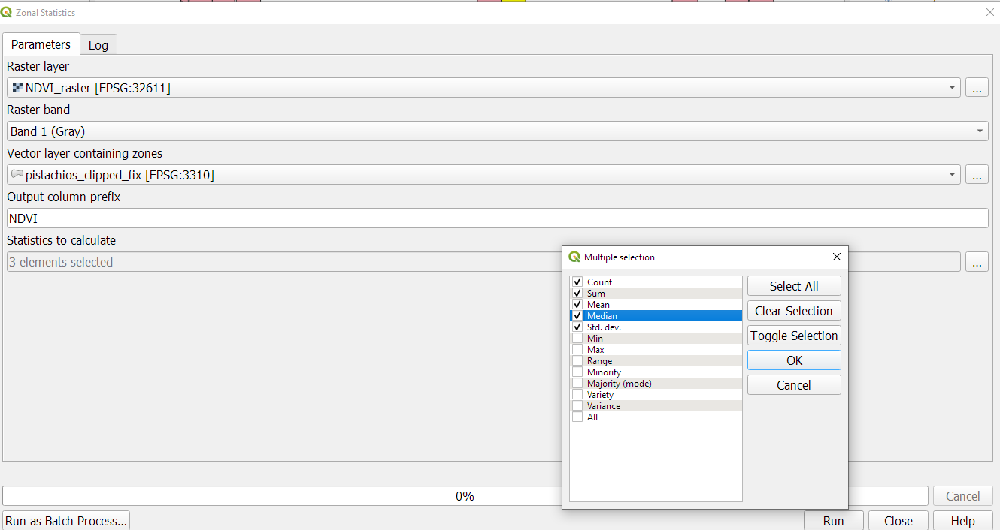 Zonal Statistics
Parameters
Log
Raster layer
NDVI_raster [EPSG:32611]
...
Raster band
Band 1 (Gray)
Vector layer containing zones
pistachios_clipped_fix [EPSG:3310]
...
Output column prefix
NDVI_
Statistics to calculate
3 elements selected
...
Multiple selection
Count
Sum
Mean
Median
Std. dev.
Min
Max
Range
Minority
Majority (mode)
Variety
Variance
All
Select All
Clear Selection
Toggle Selection
OK
Cancel
0%
Cancel
Run as Batch Process...
Run
Close
Help